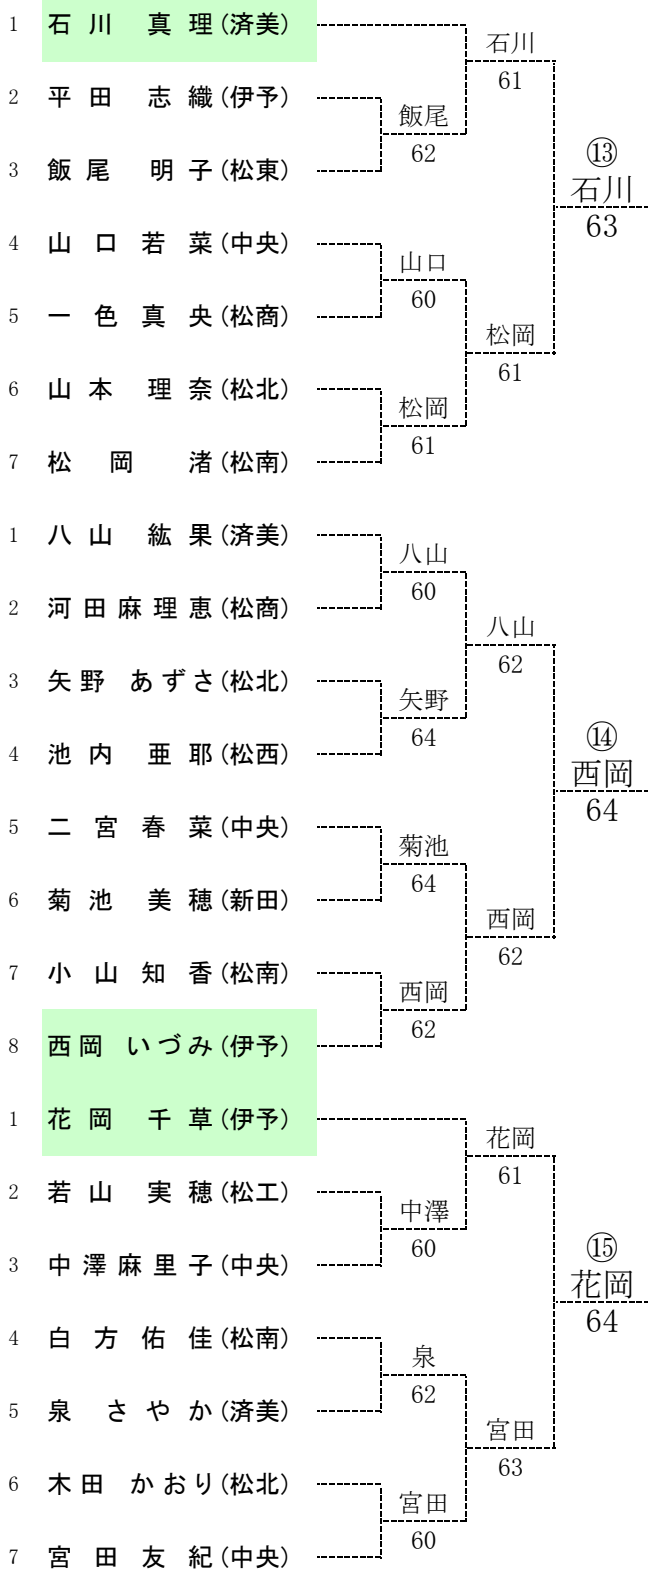 1 石川 真理(済美)
石川
61
2 平田 志織(伊予)
飯尾
62
3 飯尾 明子(松東)
⑬
石川
63
4 山口若菜(中央)
山口
60
5 一色真央(松商)
松岡
61
6 山本 理奈(松北)
松岡
61
7 松岡 渚(松南)
1 八山 紘果(済美)
八山
60
2 河田麻理恵(松商)
八山
62
3 矢野 あずさ(松北)
矢野
64
4 池内 亜耶(松西)
⑭
西岡
64
5 二宮春菜(中央)
菊池
64
6 菊池 美穂(新田)
西岡
62
7 小山知香(松南)
西岡
62
8 西岡 いづみ(伊予)
1 花岡 千草(伊予)
花岡
61
2 若山 実穂(松工)
中澤
60
3 中澤麻里子(中央)
⑮
花岡
64
4 白方佑佳(松南)
泉
62
5 泉 さやか(済美)
宮田
63
6 木田 かおり(松北)
宮田
60
7 宮田友紀(中央)